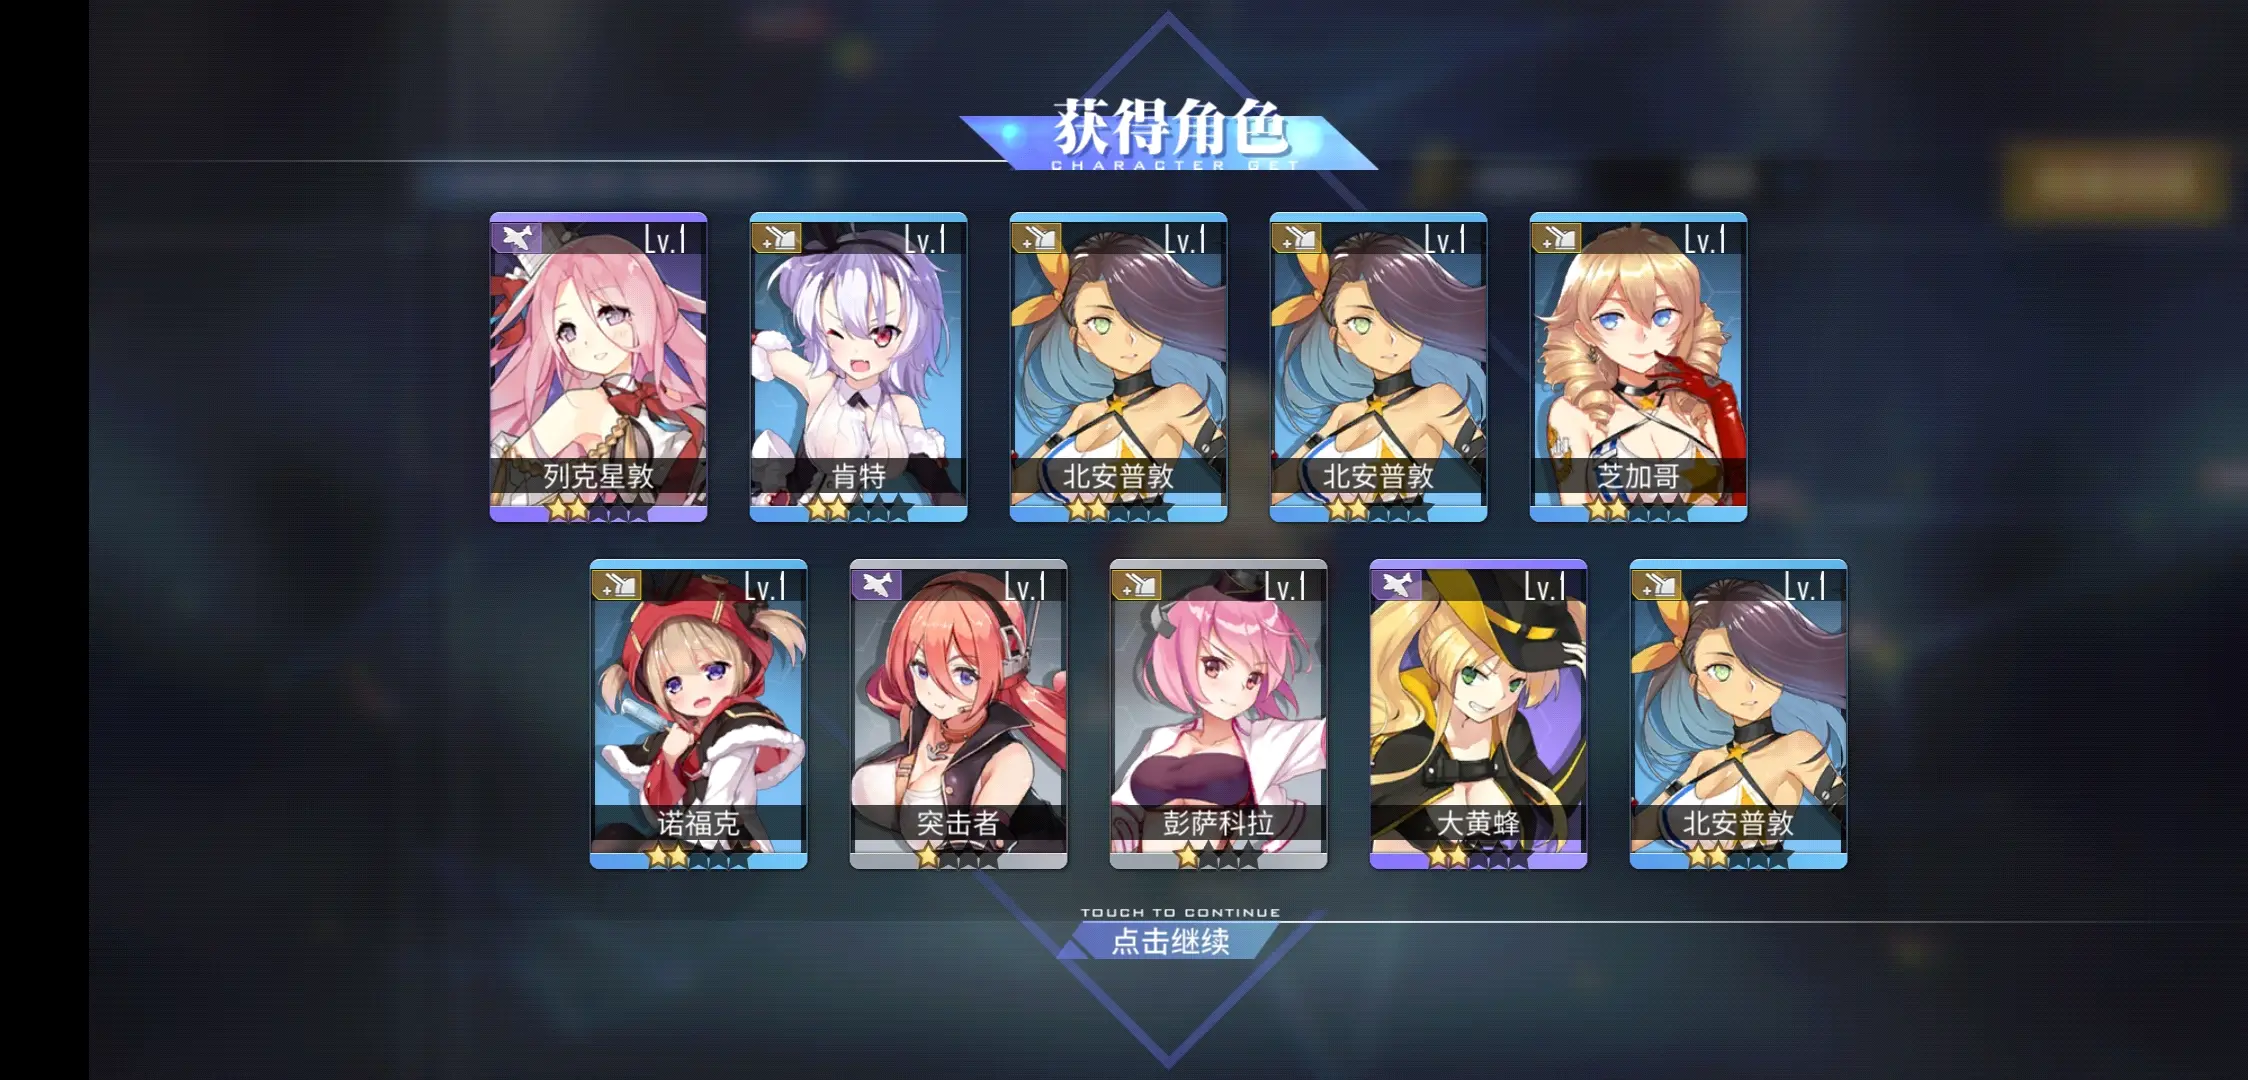 获得角色
CHARACTER GET
Lv.1
Lv.1
Lv.1
Lv.1
Lv.1
列克星敦
肯特
北安普敦
北安普敦
芝加哥
Lv.1
Lv.1
Lv.1
Lv.1
Lv.1
诺福克
突击者
彭萨科拉
大黄蜂
北安普敦
TOUCH TO CONTINUE
点击继续